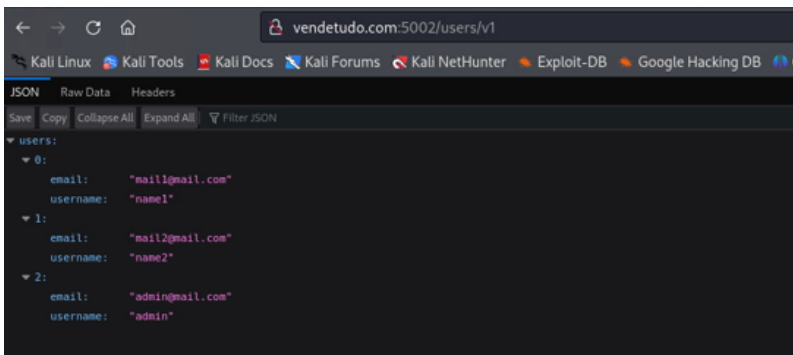 vendetudo.com:5002/users/v1
Kali Linux Kali Tools Kali Docs Kali Forums Kali NetHunter Exploit-DB Google Hacking DB
JSON Raw Data Headers
Save Copy Collapse All Expand All Filter JSON
users:
0:
email: "mail1@mail.com"
username: "name1"
1:
email: "mail2@mail.com"
username: "name2"
2:
email: "admin@mail.com"
username: "admin"